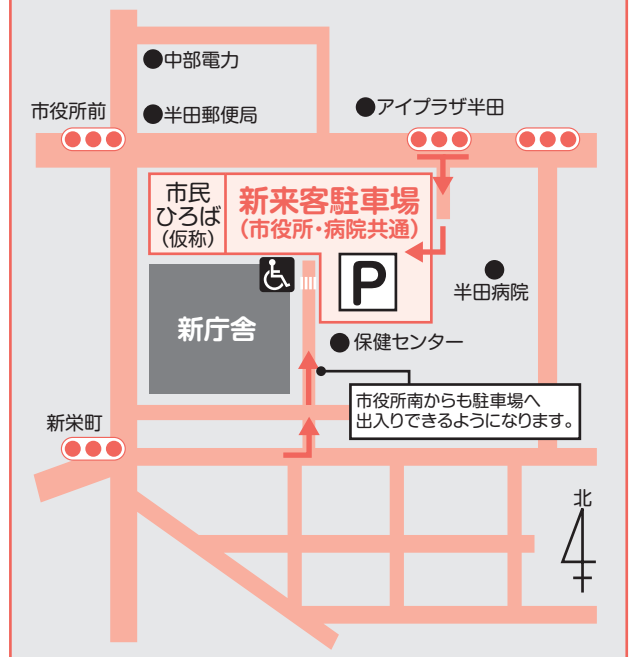 ●中部電力
市役所前
●半田郵便局
●アイプラザ半田
市民
ひろば
(仮称)
新来客駐車場
(市役所・病院共通)
P
半田病院
新庁舎
●保健センター
市役所南からも駐車場へ
出入りできるようになります。
新栄町
北